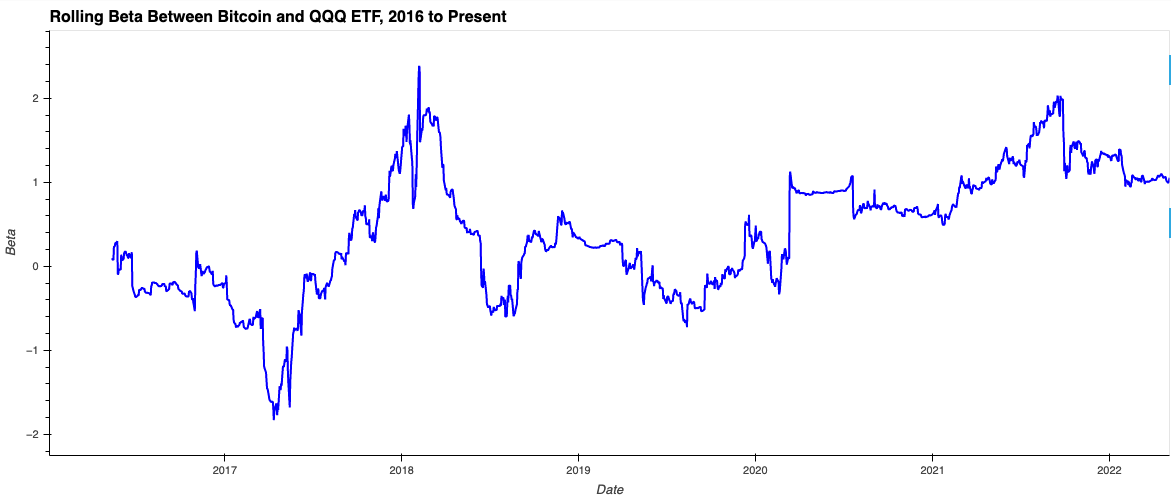 Rolling Beta Between Bitcoin and QQQ ETF, 2016 to Present
Beta
2
1
0
−1
−2
2017 2018 2019 2020 2021 2022
Date